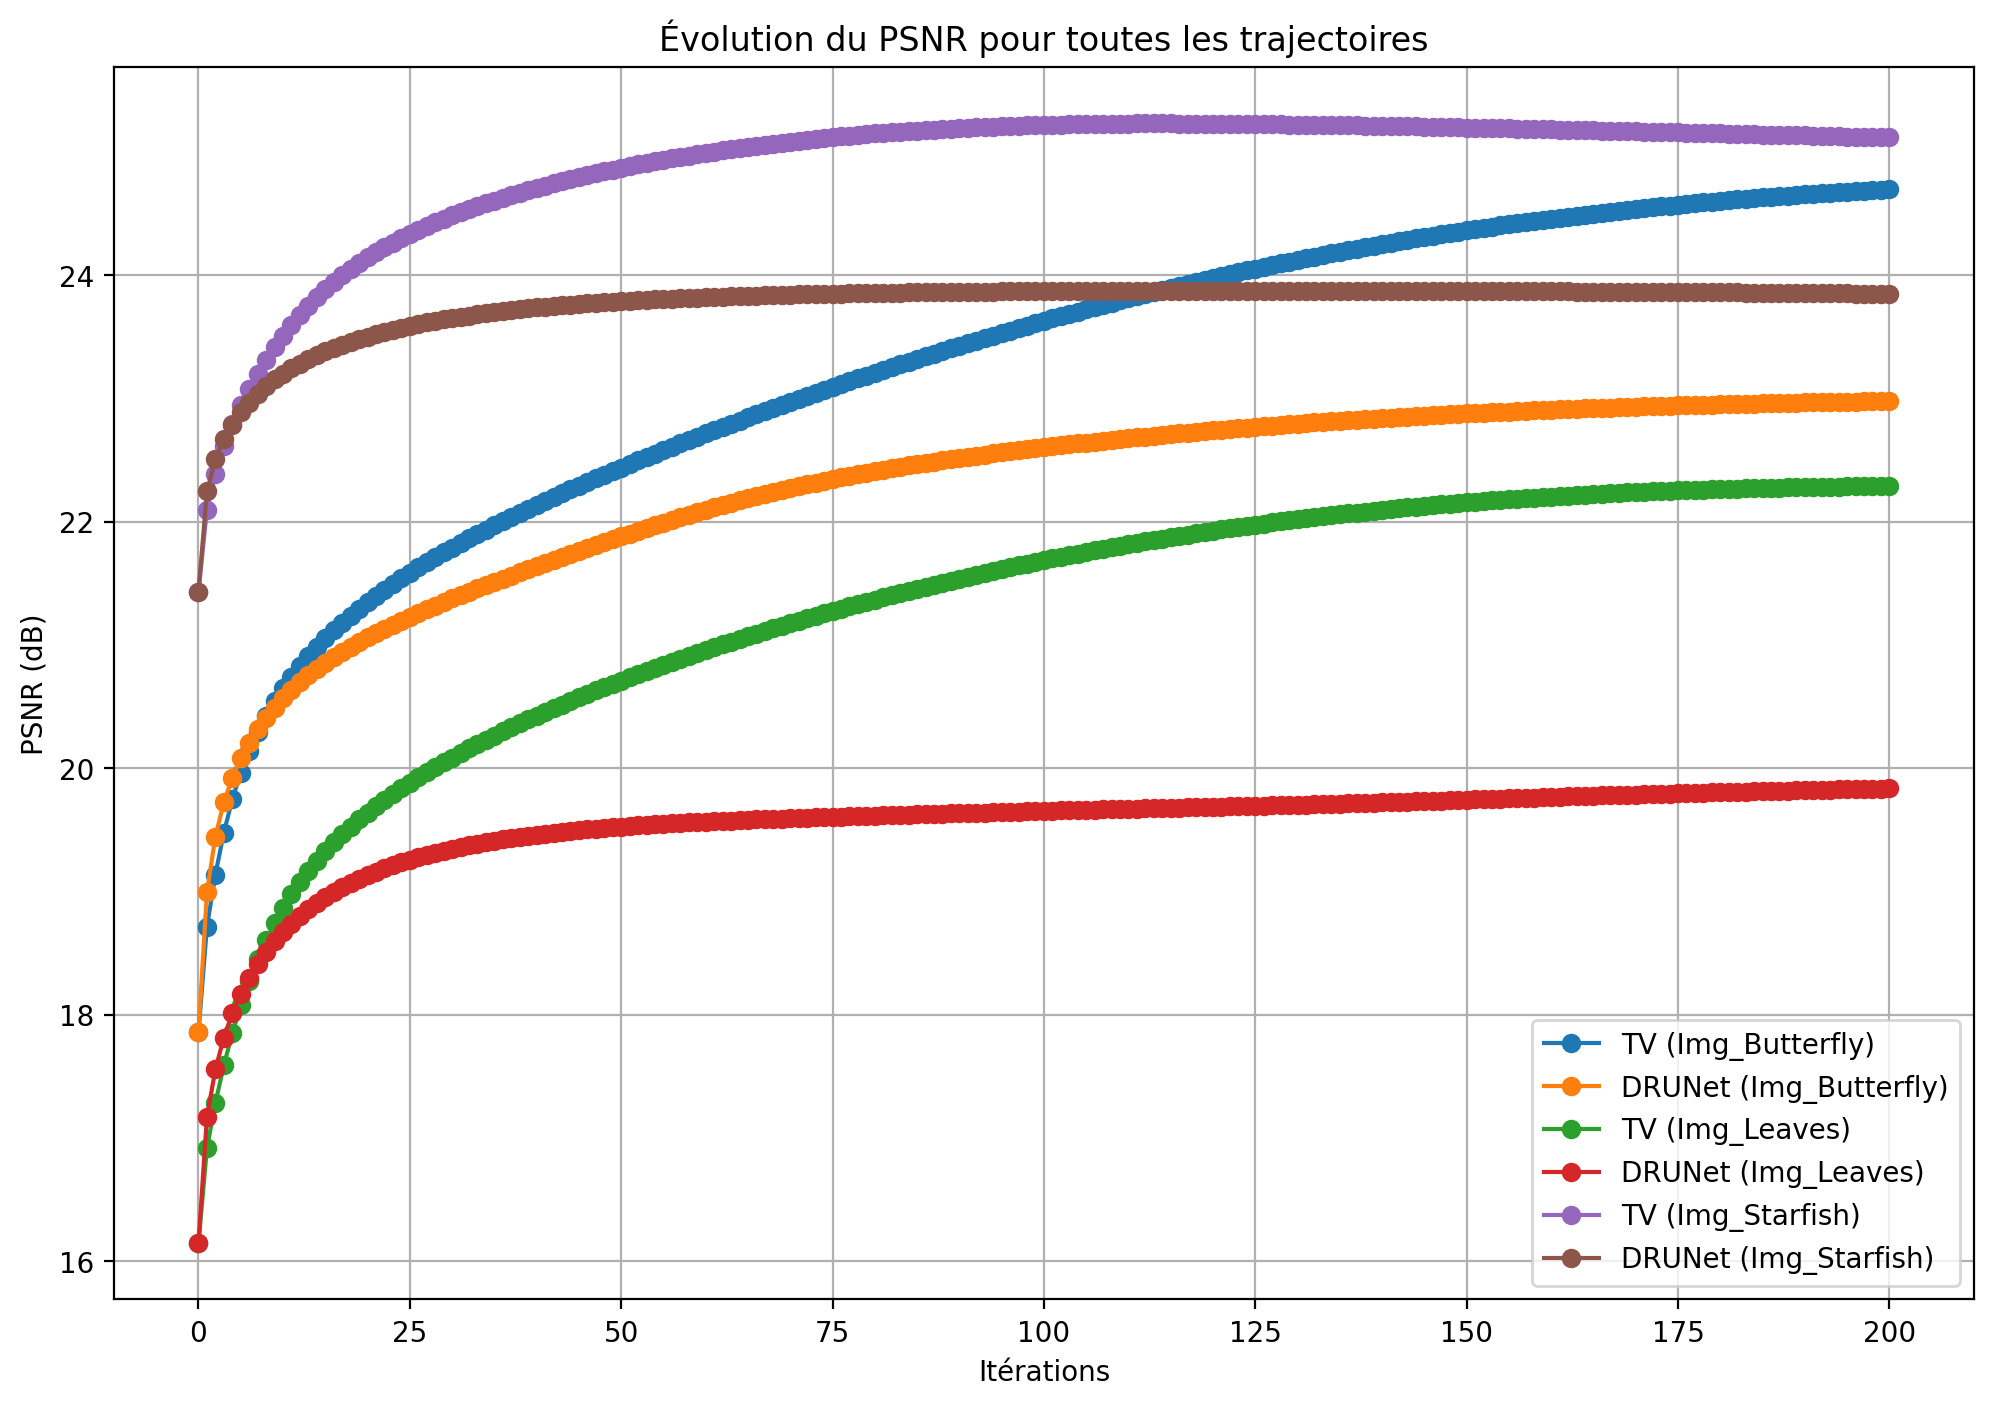 Évolution du PSNR pour toutes les trajectoires
PSNR (dB)
24
22
20
18
16
0 25 50 75 100 125 150 175 200
Itérations
TV (Img_Butterfly)
DRUNet (Img_Butterfly)
TV (Img_Leaves)
DRUNet (Img_Leaves)
TV (Img_Starfish)
DRUNet (Img_Starfish)